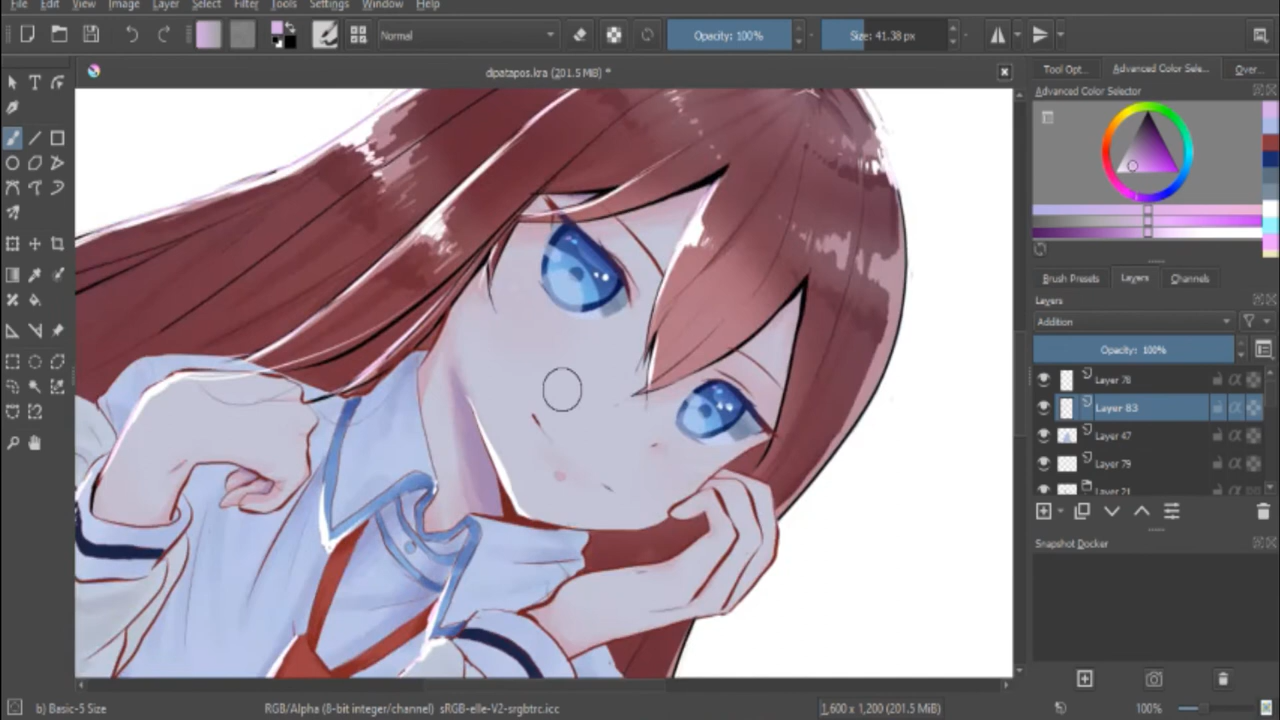 File Edit View Image Layer Select Filter Tools Settings Window Help
Normal
Opacity: 100%
Size: 41.38 px
dipatapos.kra (201.5 MiB) *
Tool Opt... Advanced Color Sele... Over...
Advanced Color Selector
Brush Presets Layers Channels
Layers
Addition
Opacity: 100%
Layer 78
Layer 83
Layer 47
Layer 79
Layer 21
Snapshot Docker
b) Basic-5 Size
RGB/Alpha (8-bit integer/channel) sRGB-elle-V2-srgbtrc.icc
1,600 x 1,200 (201.5 MiB)
100%